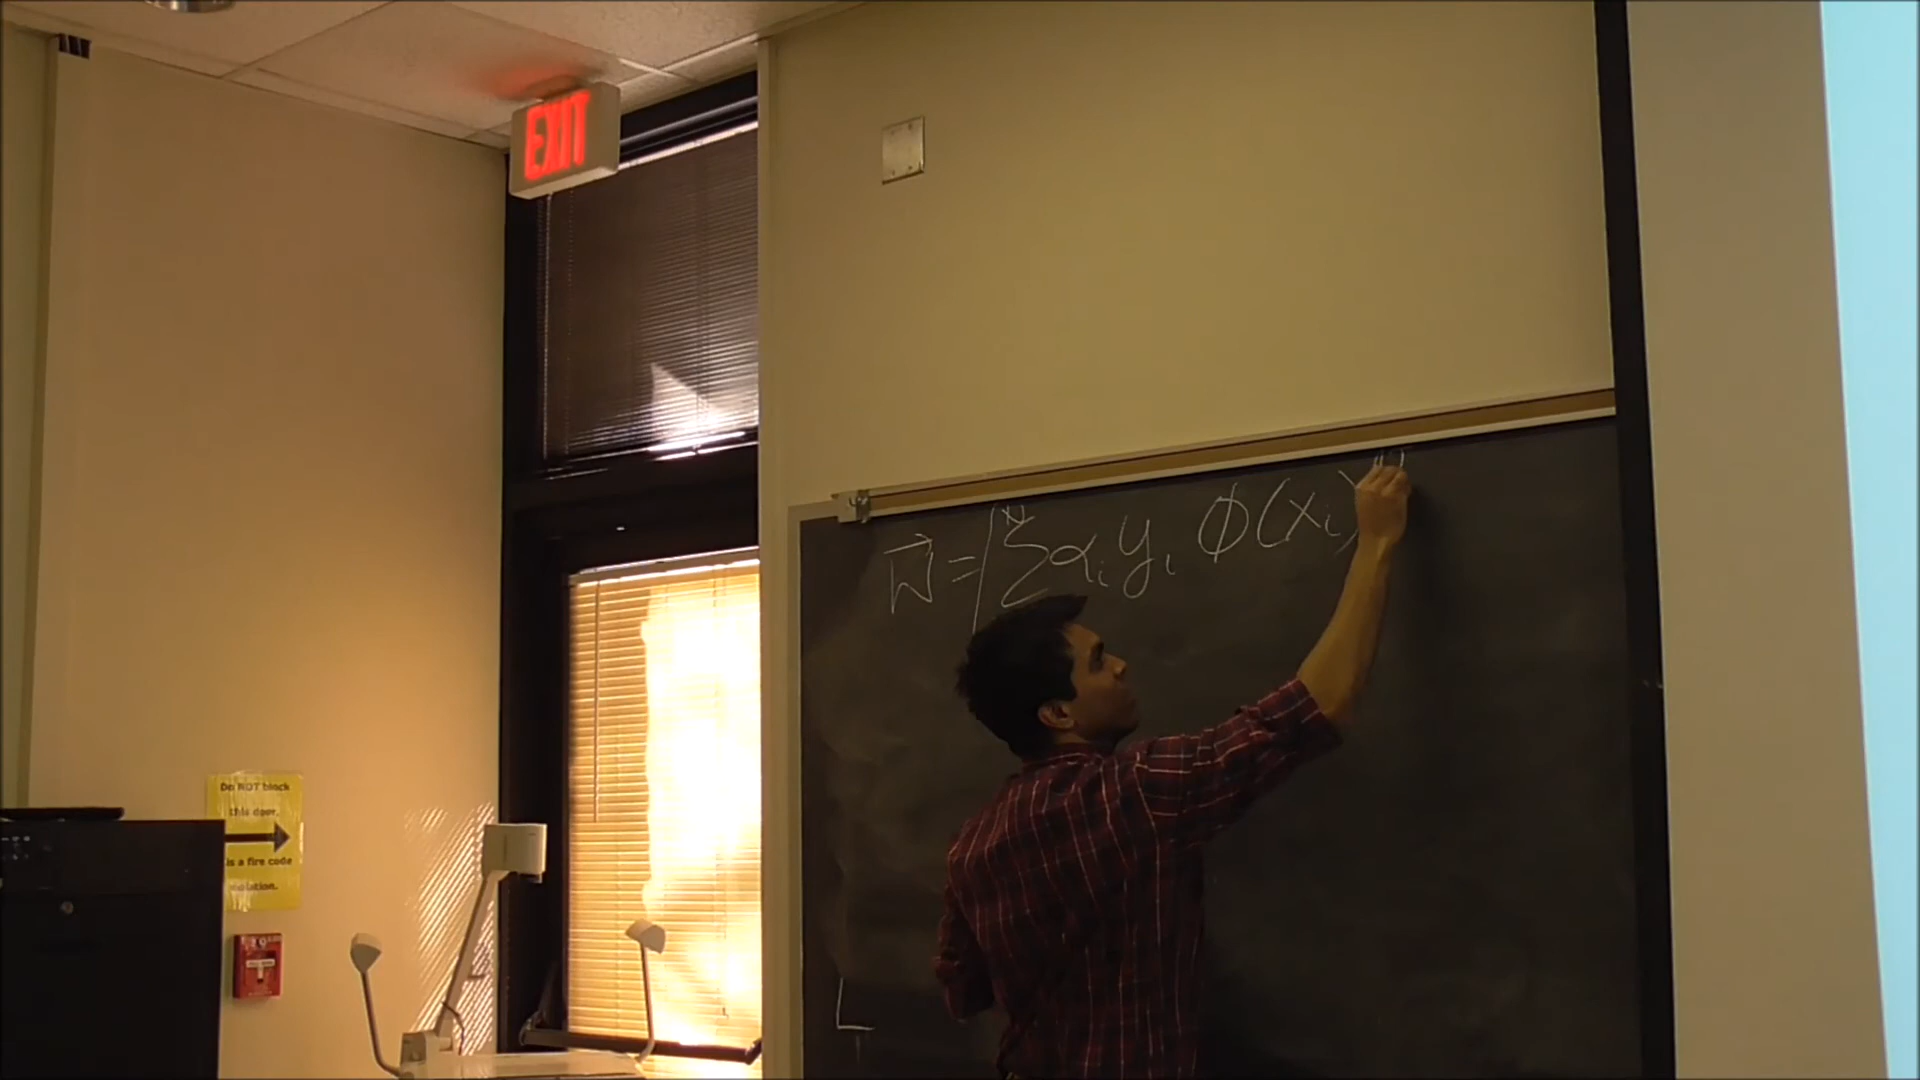 EXIT
w⃗ = | Σ αᵢ yᵢ ϕ(xᵢ)
Do NOT block
this door.
is a fire code
violation.
L